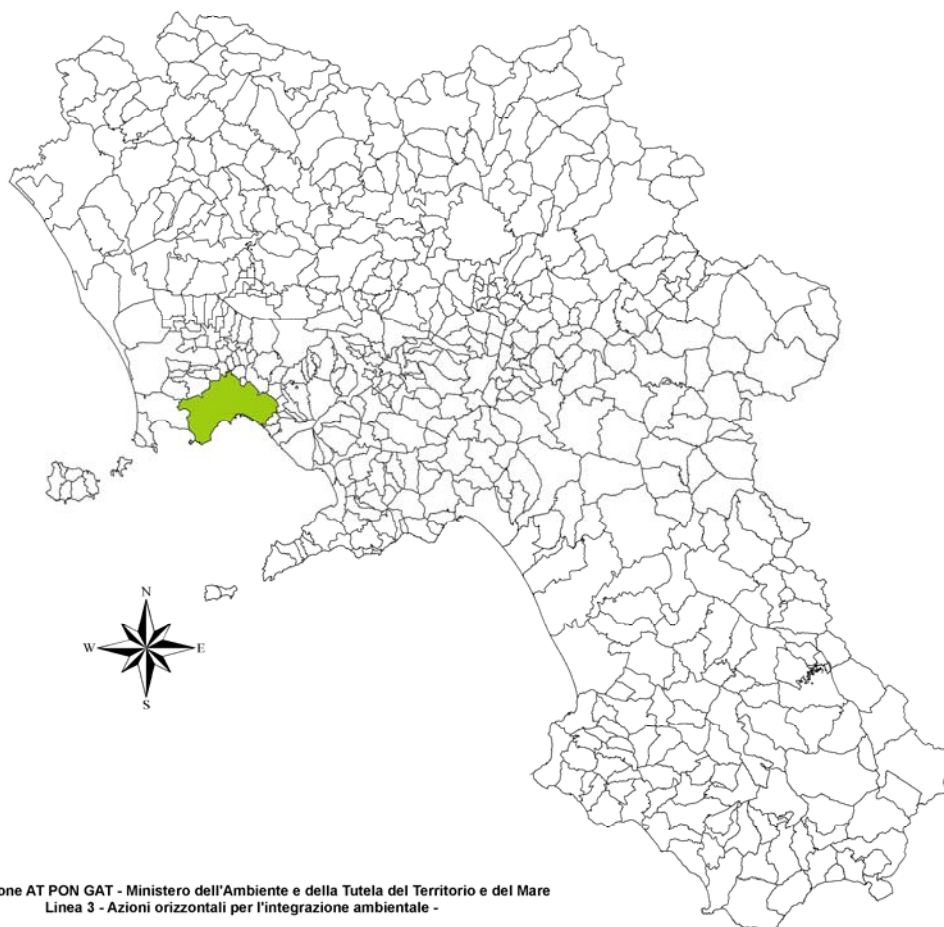 N
W E
S
one AT PON GAT - Ministero dell'Ambiente e della Tutela del Territorio e del Mare
Linea 3 - Azioni orizzontali per l'integrazione ambientale -